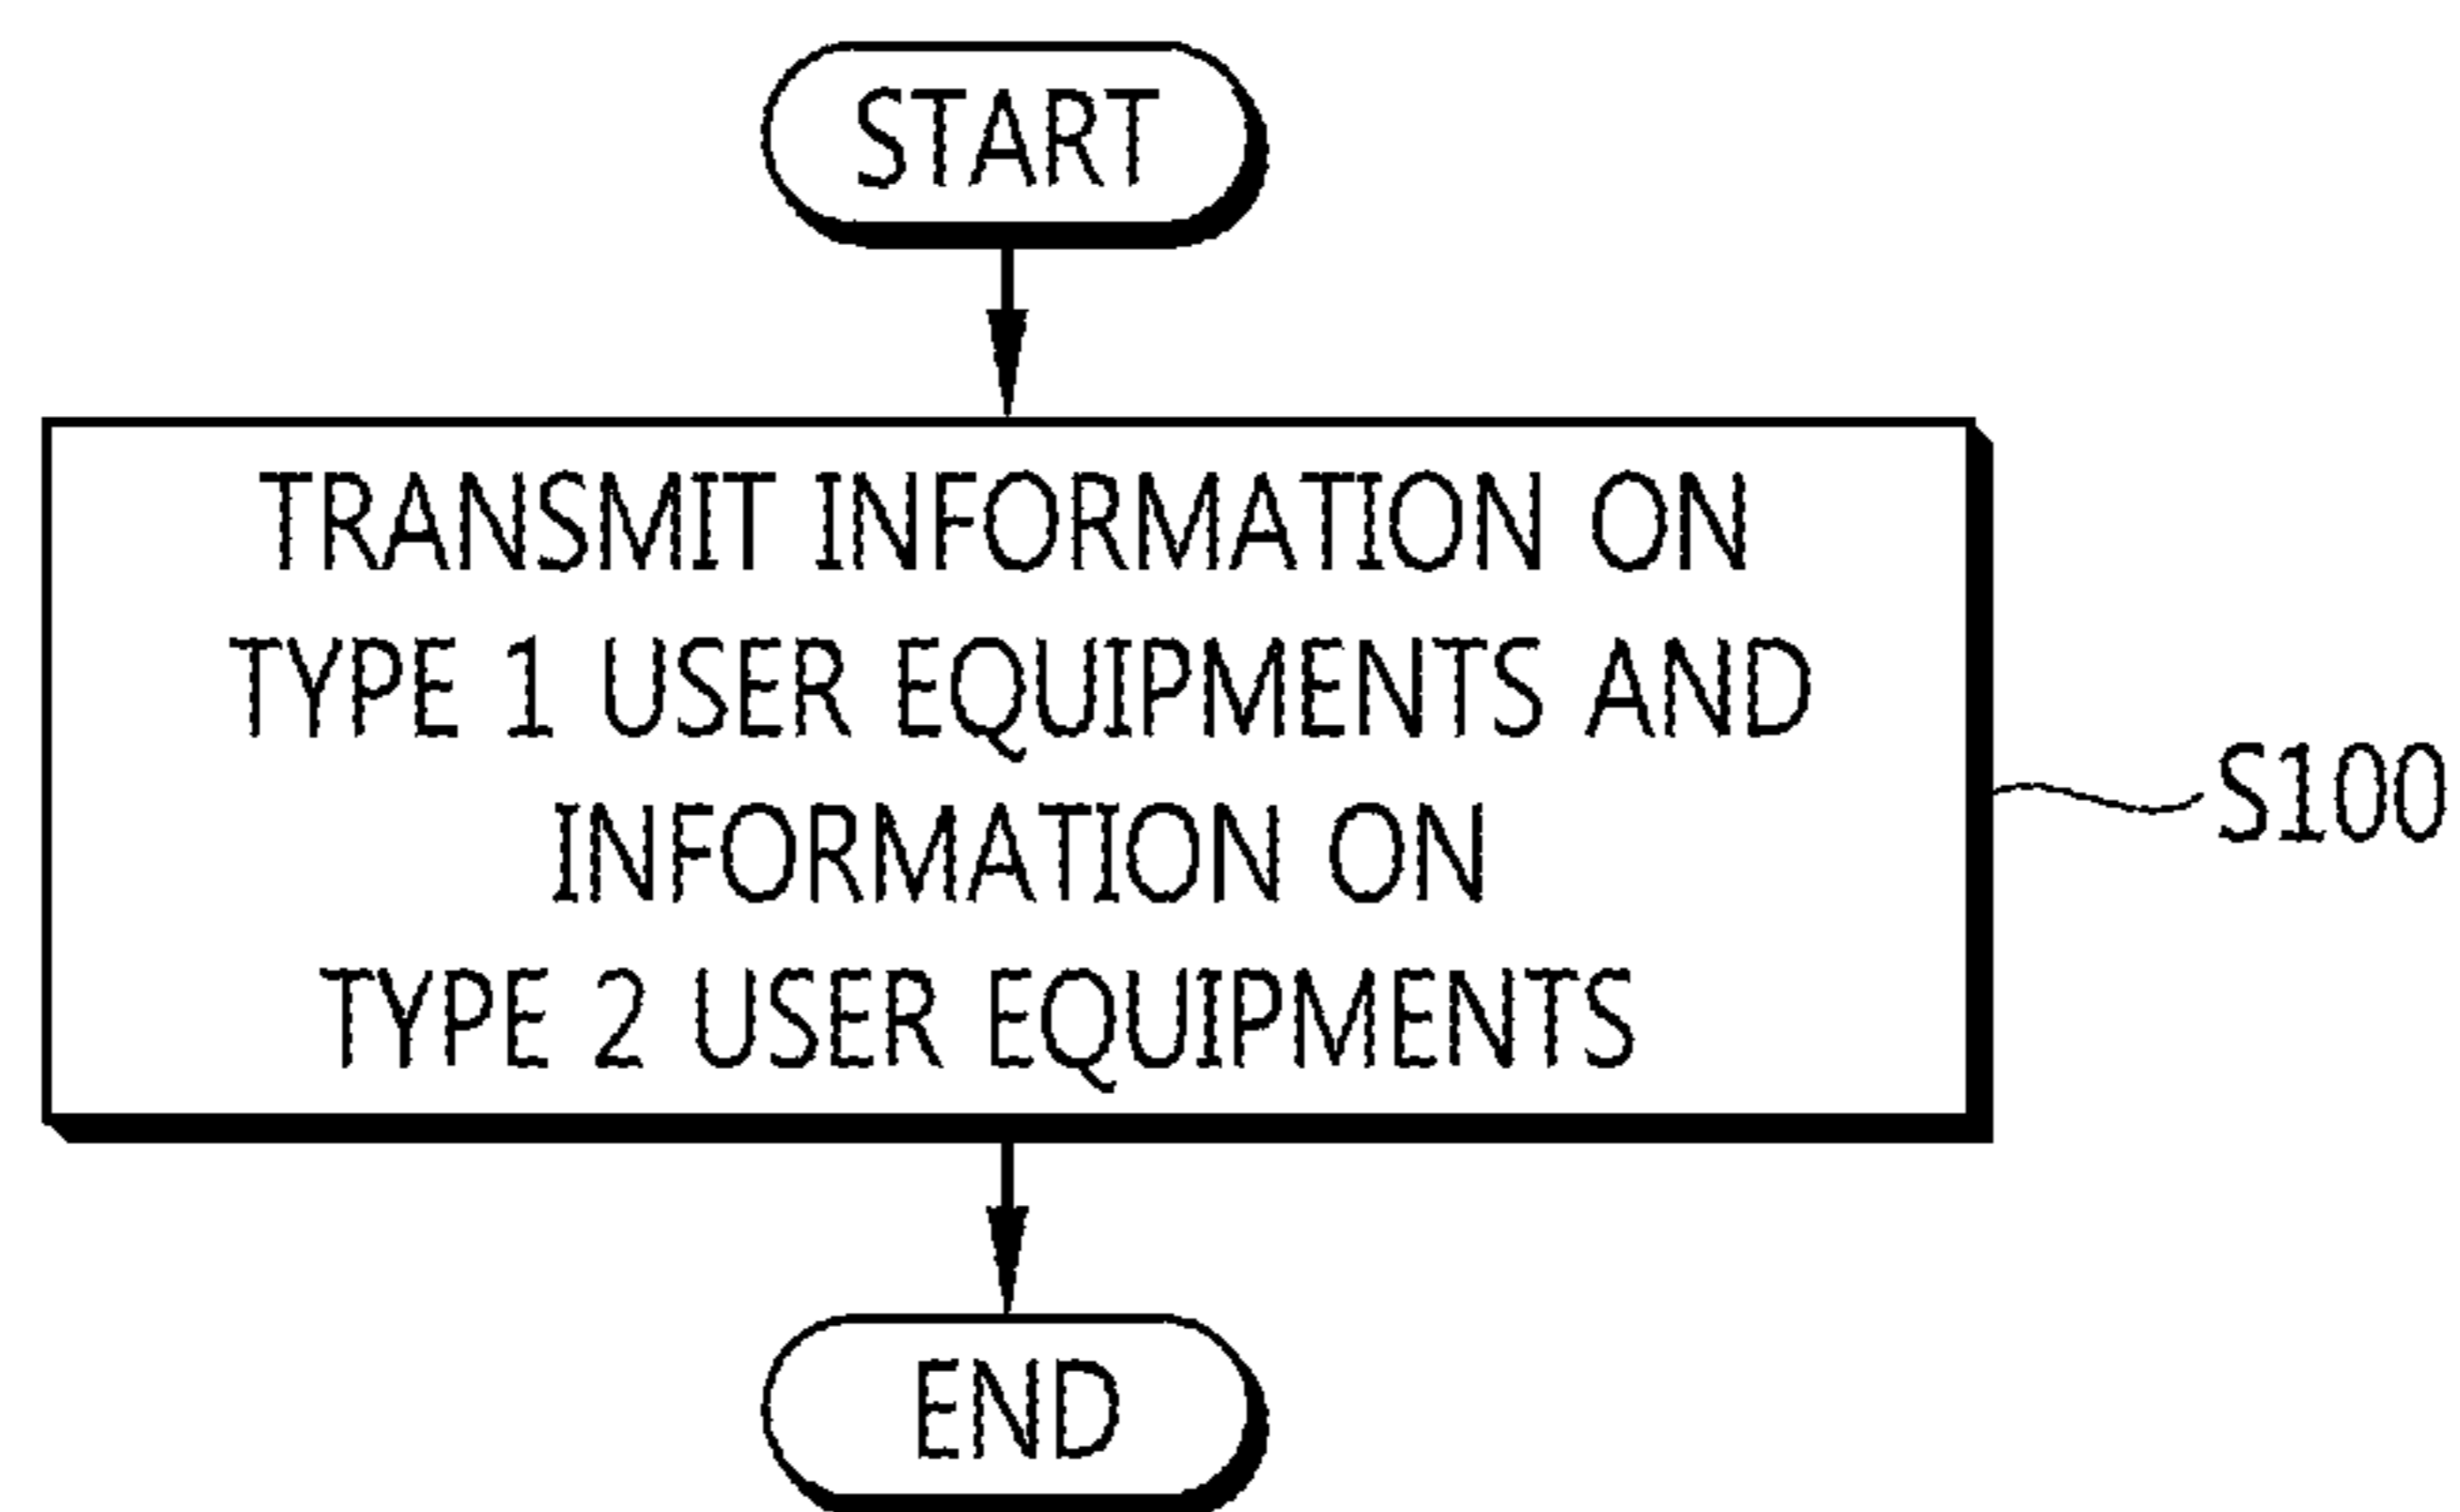 START
TRANSMIT INFORMATION ON
TYPE 1 USER EQUIPMENTS AND
INFORMATION ON
TYPE 2 USER EQUIPMENTS
S100
END